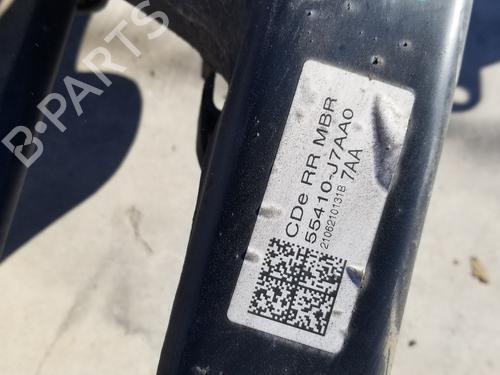 B-PARTS
CDe RR MBR
55410-J7AA0
2106210131B 7AA